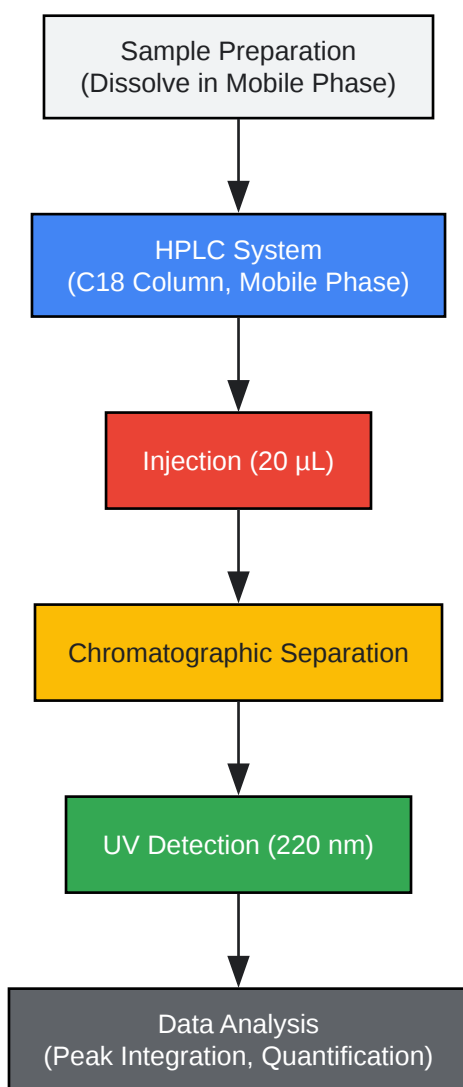 Sample Preparation
(Dissolve in Mobile Phase)
HPLC System
(C18 Column, Mobile Phase)
Injection (20 µL)
Chromatographic Separation
UV Detection (220 nm)
Data Analysis
(Peak Integration, Quantification)